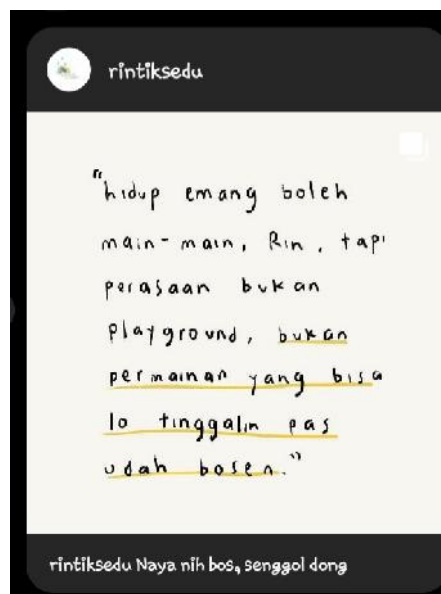 rintiksedu
"hidup emang boleh
main-main, Rin, tapi
perasaan bukan
playground, bukan
permainan yang bisa
lo tinggalin pas
udah bosen."
rintiksedu Naya nih bos, senggol dong